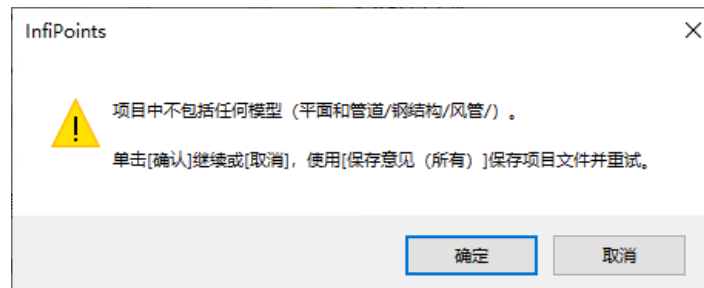 InfiPoints
项目中不包括任何模型（平面和管道/钢结构/风管/）。
单击[确认]继续或[取消]，使用[保存意见（所有）]保存项目文件并重试。
确定
取消